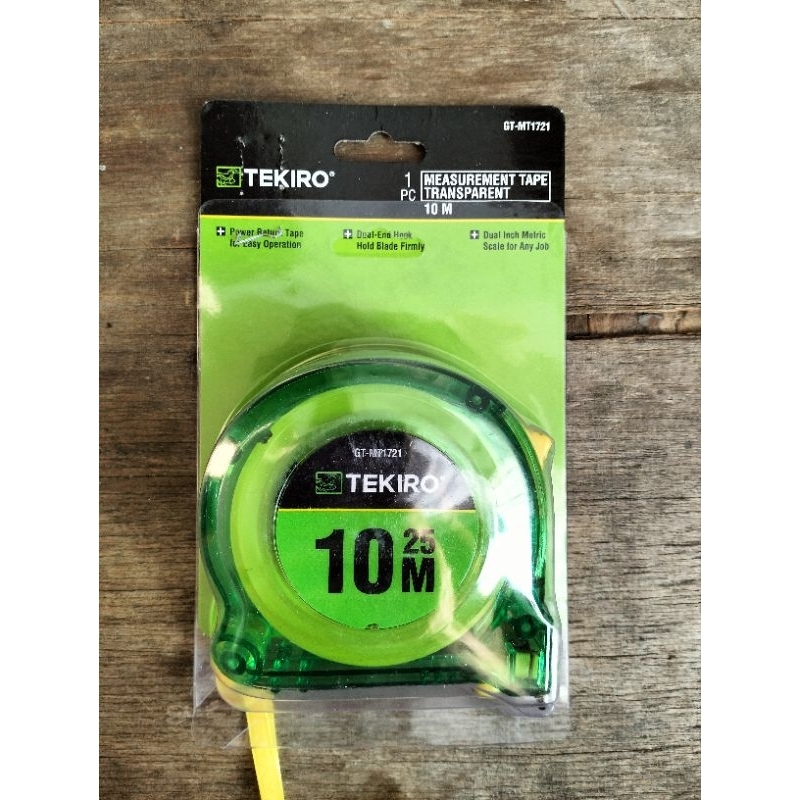 GT-MT1721
TEKIRO®
1 PC
MEASUREMENT TAPE
TRANSPARENT
10 M
Power Return Tape
for Easy Operation
Dual-End Hook
Hold Blade Firmly
Dual Inch Metric
Scale for Any Job
GT-MT1721
TEKIRO
10 25
M